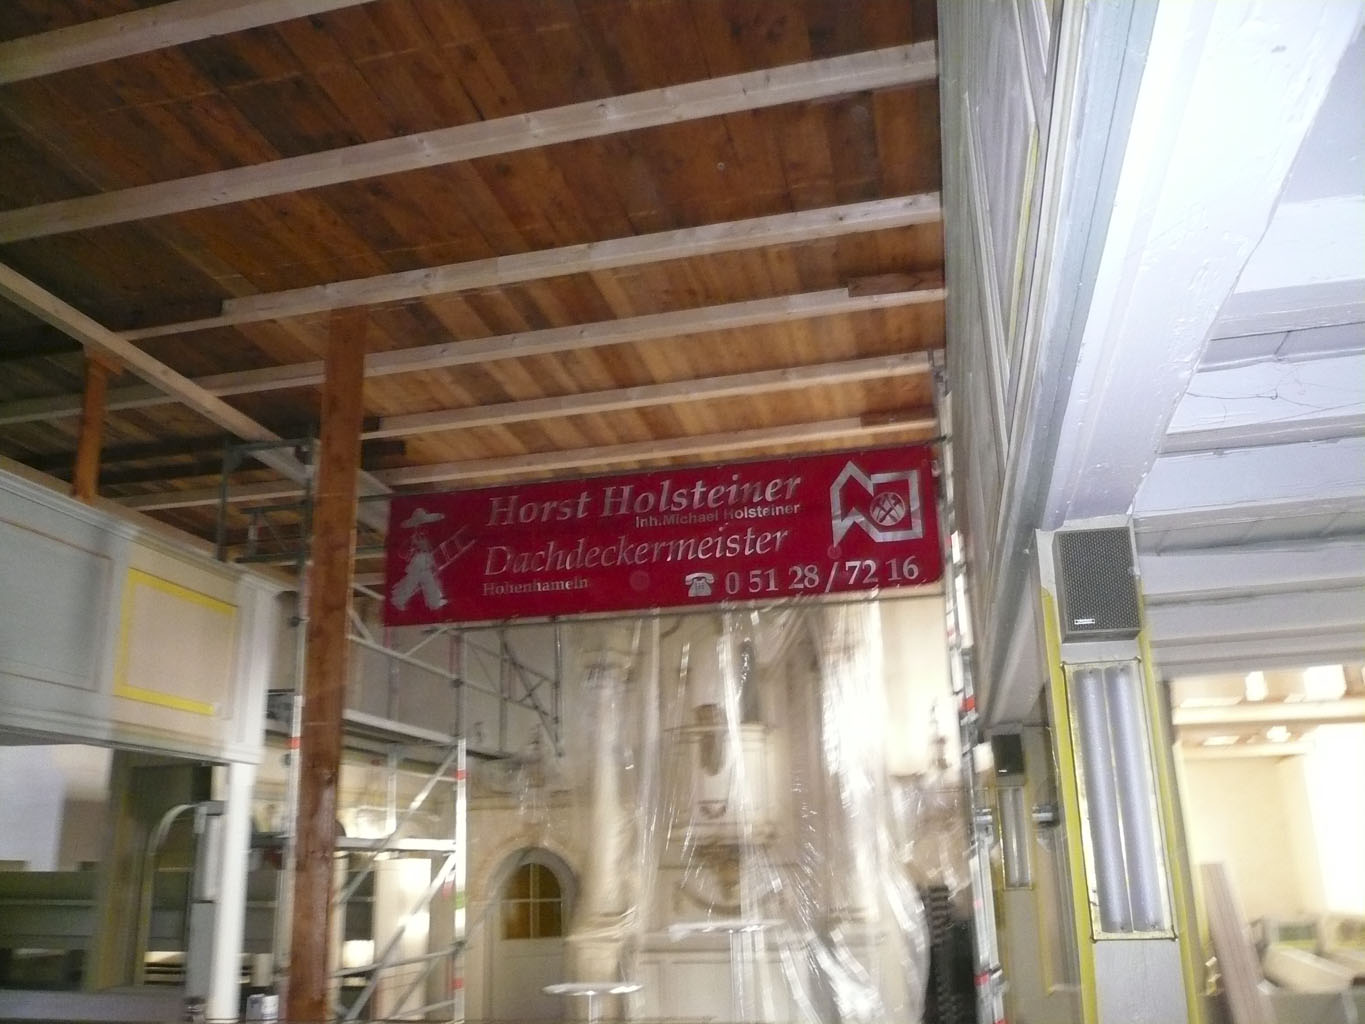 Horst Holsteiner
Inh.Michael Holsteiner
Dachdeckermeister
Hohenhameln
0 51 28 / 72 16